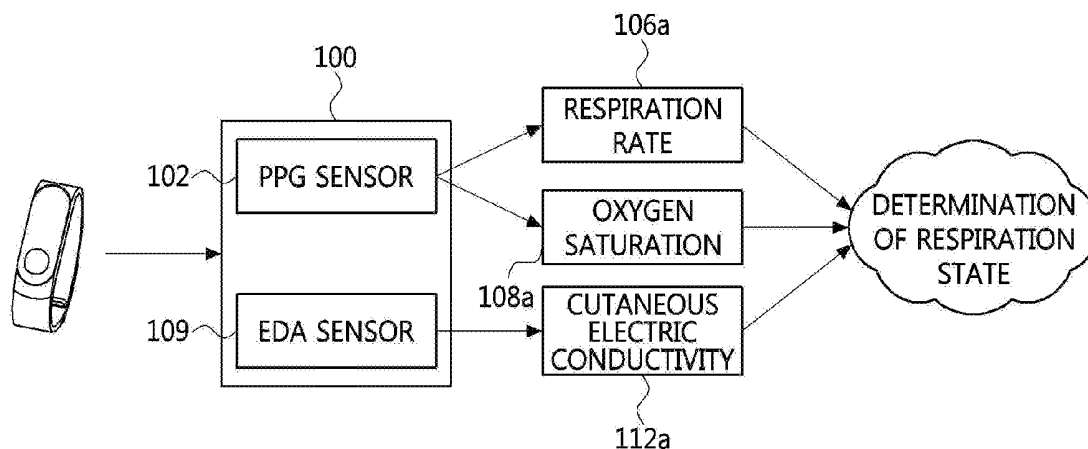 106a
100
RESPIRATION
RATE
102
PPG SENSOR
OXYGEN
SATURATION
DETERMINATION
OF RESPIRATION
STATE
108a
109
EDA SENSOR
CUTANEOUS
ELECTRIC
CONDUCTIVITY
112a